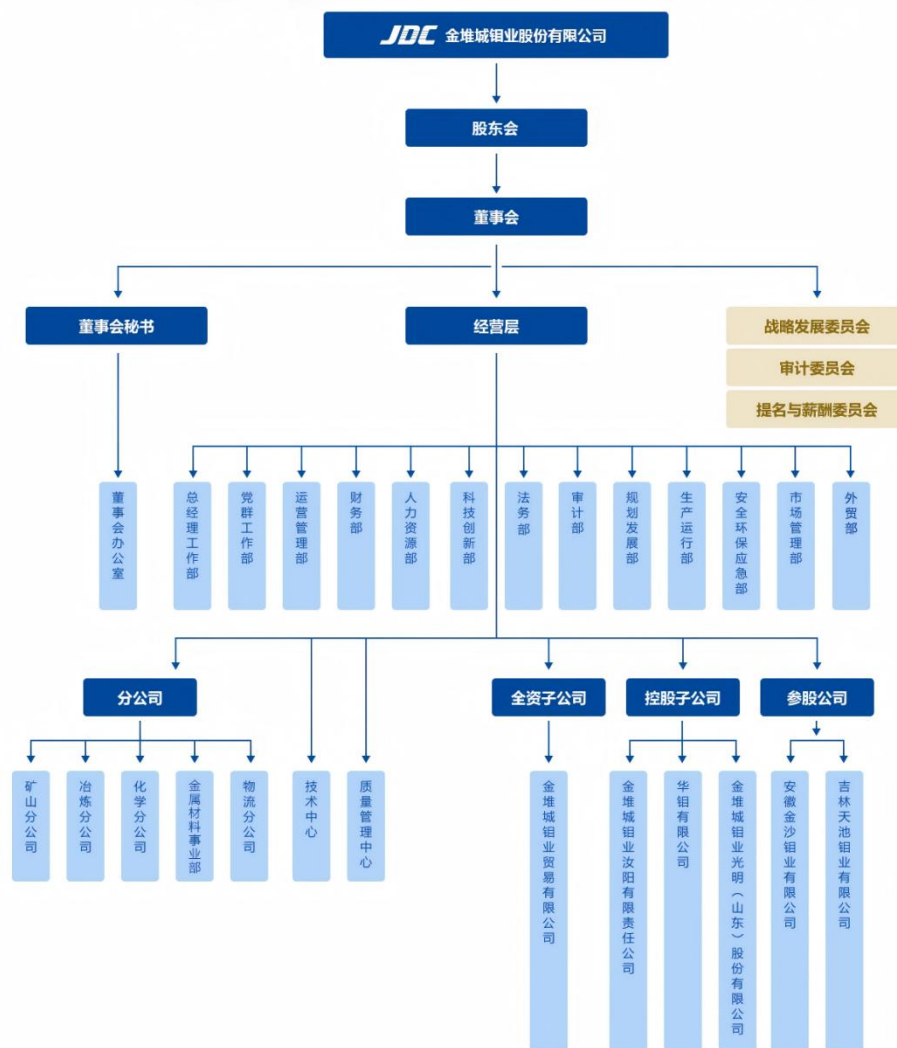 JDC 金堆城钼业股份有限公司
股东会
董事会
董事会秘书
经营层
战略发展委员会
审计委员会
提名与薪酬委员会
董事会办公室
总经理工作部
党群工作部
运营管理部
财务部
人力资源部
科技创新部
法务部
审计部
规划发展部
生产运行部
安全环保应急部
市场管理部
外贸部
分公司
全资子公司
控股子公司
参股公司
矿山分公司
冶炼分公司
化学分公司
金属材料事业部
物流分公司
技术中心
质量管理中心
金堆城钼业贸易有限公司
金堆城钼业汝阳有限责任公司
华钼有限公司
金堆城钼业光明（山东）股份有限公司
安徽金沙钼业有限公司
吉林天池钼业有限公司